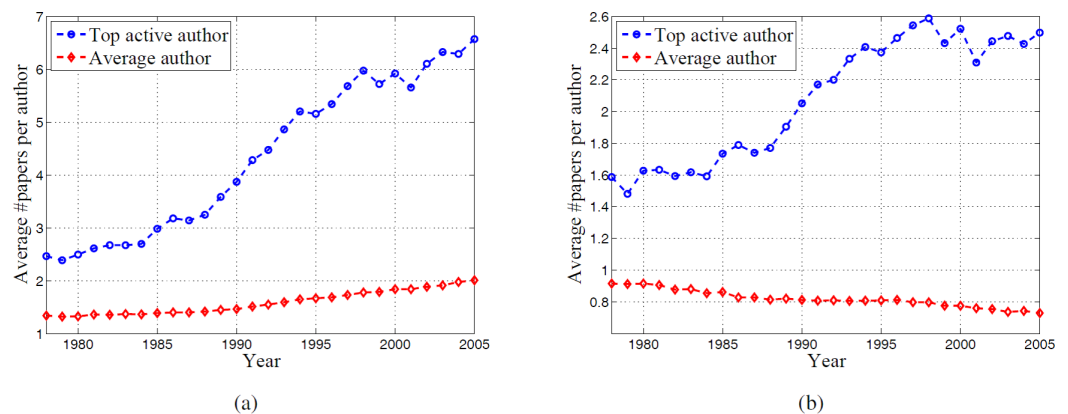 Average #papers per author
7
6
5
4
3
2
1
Top active author
Average author
1980
1985
1990
1995
2000
2005
Year
(a)
Average #papers per author
2.6
2.4
2.2
2
1.8
1.6
1.4
1.2
1
0.8
Top active author
Average author
1980
1985
1990
1995
2000
2005
Year
(b)